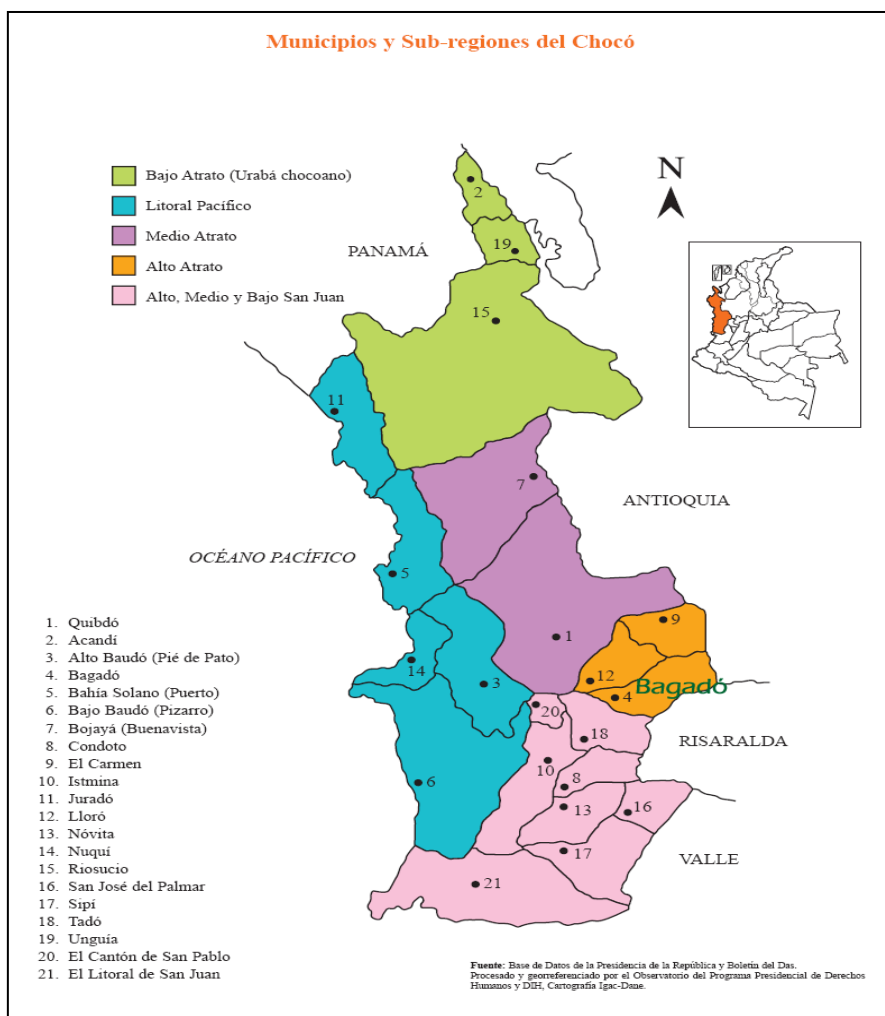 Municipios y Sub-regiones del Chocó
Bajo Atrato (Urabá chocoano)
Litoral Pacífico
Medio Atrato
Alto Atrato
Alto, Medio y Bajo San Juan
N
PANAMÁ
2
19
15
11
7
ANTIOQUIA
OCÉANO PACÍFICO
5
9
1
14
3
12
4
Bagadó
20
18
RISARALDA
10
6
8
13
16
17
VALLE
21
1. Quibdó
2. Acandí
3. Alto Baudó (Pié de Pato)
4. Bagadó
5. Bahía Solano (Puerto)
6. Bajo Baudó (Pizarro)
7. Bojayá (Buenavista)
8. Condoto
9. El Carmen
10. Istmina
11. Juradó
12. Lloró
13. Nóvita
14. Nuquí
15. Riosucio
16. San José del Palmar
17. Sipí
18. Tadó
19. Unguía
20. El Cantón de San Pablo
21. El Litoral de San Juan
Fuente: Base de Datos de la Presidencia de la República y Boletín del Das.
Procesado y georreferenciado por el Observatorio del Programa Presidencial de Derechos
Humanos y DIH, Cartografía Igac-Dane.